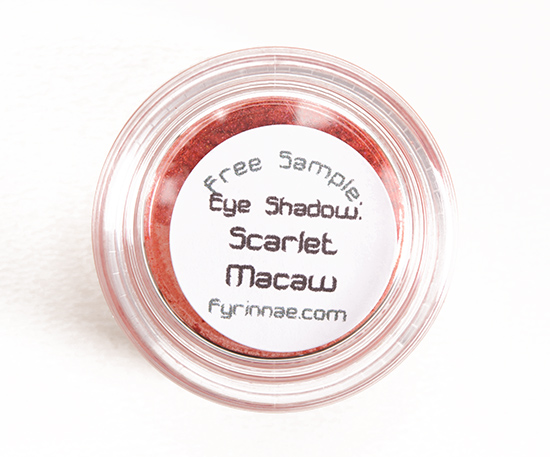 Free Sample:
Eye Shadow:
Scarlet
Macaw
Fyrinnae.com